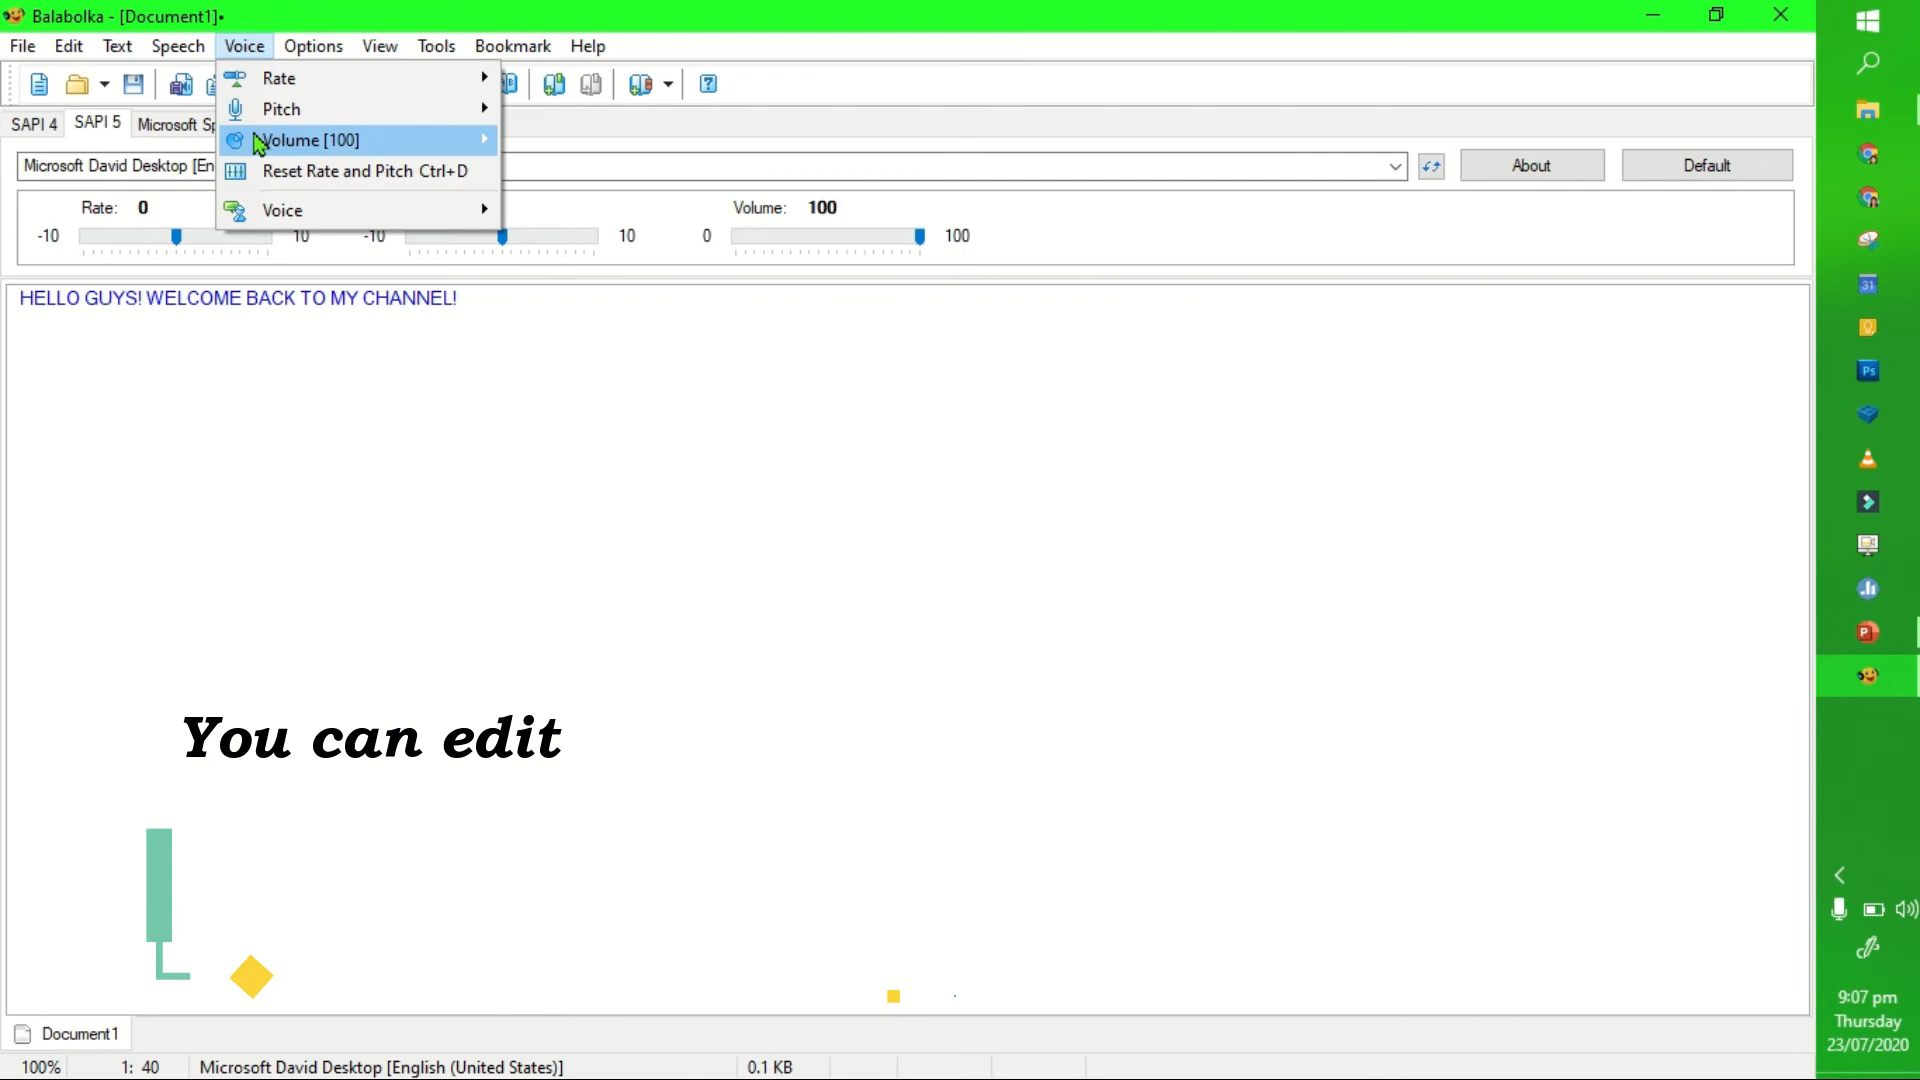 Balabolka - [Document1]•
File Edit Text Speech Voice Options View Tools Bookmark Help
Rate
Pitch
Volume [100]
Reset Rate and Pitch Ctrl+D
Voice
SAPI 4 SAPI 5 Microsoft
Microsoft David Desktop About Default
Rate: 0 Volume: 100
-10 10 -10 10 0 100
HELLO GUYS! WELCOME BACK TO MY CHANNEL!
You can edit
31
Ps
P
9:07 pm
Thursday
23/07/2020
Document1
100% 1: 40 Microsoft David Desktop [English (United States)] 0.1 KB